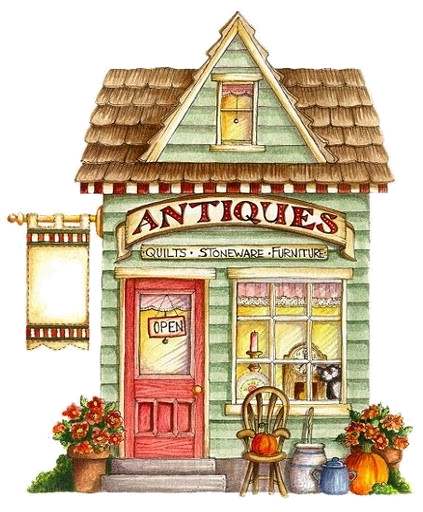 ANTIQUES
QUILTS · STONEWARE · FURNITURE
OPEN